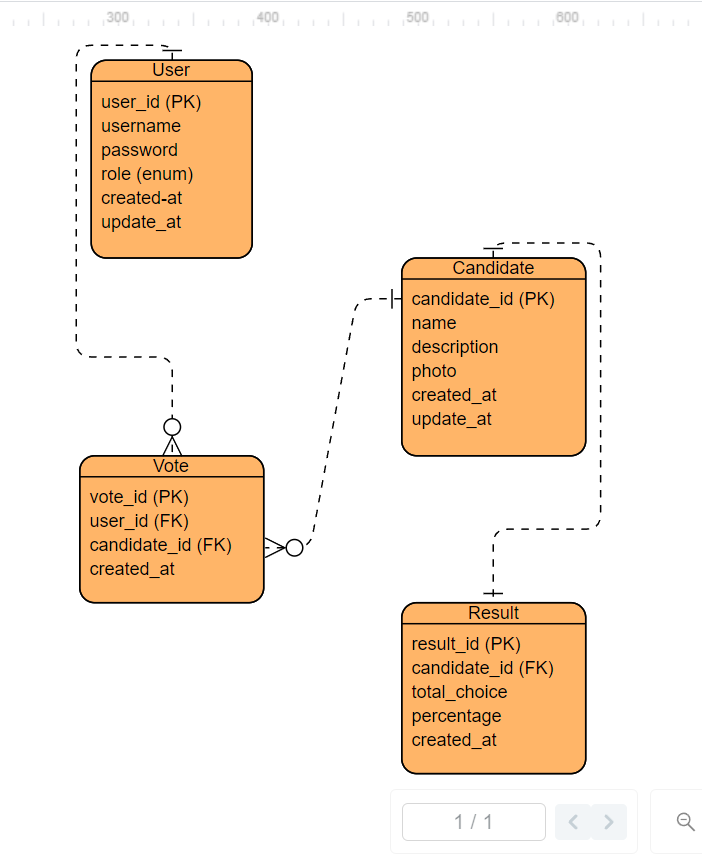 300 400 500 600
User
user_id (PK)
username
password
role (enum)
created-at
update_at
Candidate
candidate_id (PK)
name
description
photo
created_at
update_at
Vote
vote_id (PK)
user_id (FK)
candidate_id (FK)
created_at
Result
result_id (PK)
candidate_id (FK)
total_choice
percentage
created_at
1 / 1